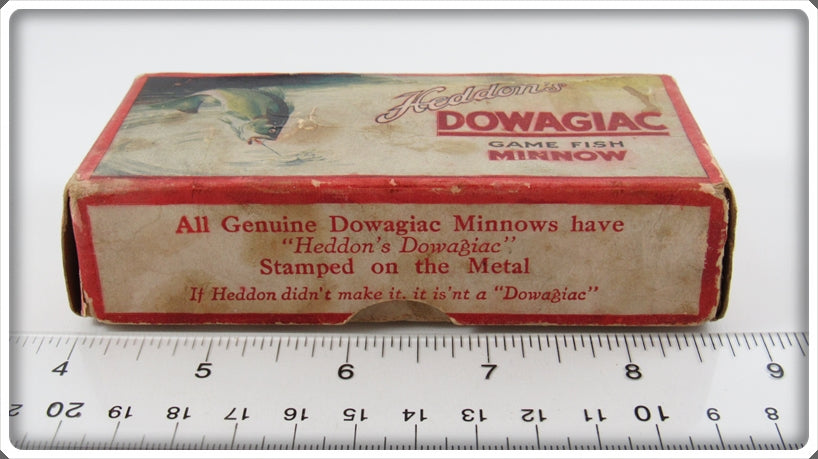 Heddon's
DOWAGIAC
GAME FISH
MINNOW
All Genuine Dowagiac Minnows have
"Heddon's Dowagiac"
Stamped on the Metal
If Heddon didn't make it. it is'nt a "Dowagiac"
4 5 6 7 8 9
20 19 18 17 16 15 14 13 12 11 10 9 8